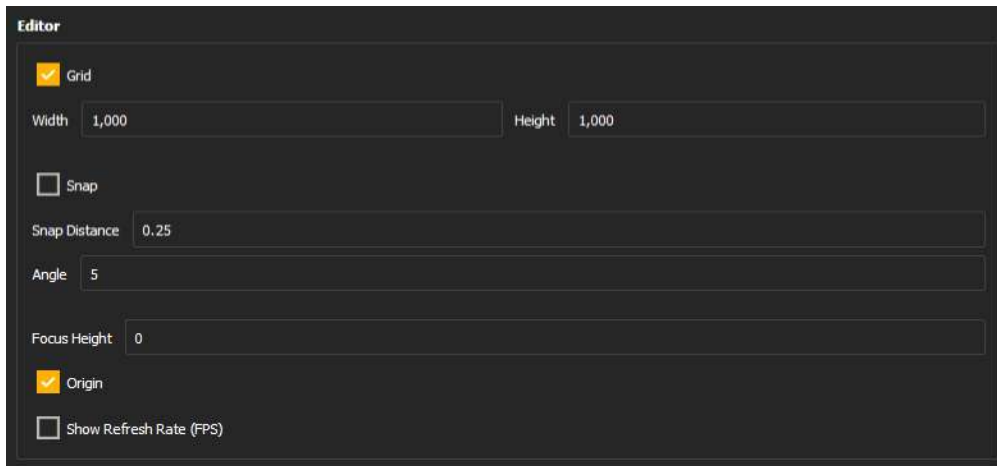 Editor
Grid
Width 1,000 Height 1,000
Snap
Snap Distance 0.25
Angle 5
Focus Height 0
Origin
Show Refresh Rate (FPS)